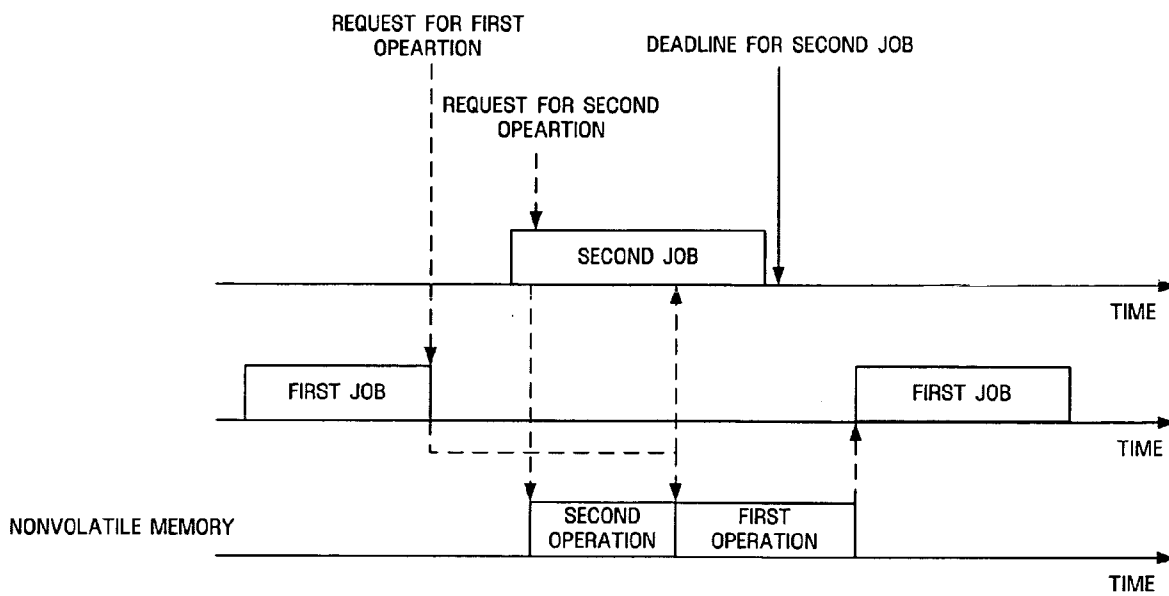 REQUEST FOR FIRST
OPEARTION
DEADLINE FOR SECOND JOB
REQUEST FOR SECOND
OPEARTION
SECOND JOB
TIME
FIRST JOB
FIRST JOB
TIME
NONVOLATILE MEMORY
SECOND
OPERATION
FIRST
OPERATION
TIME